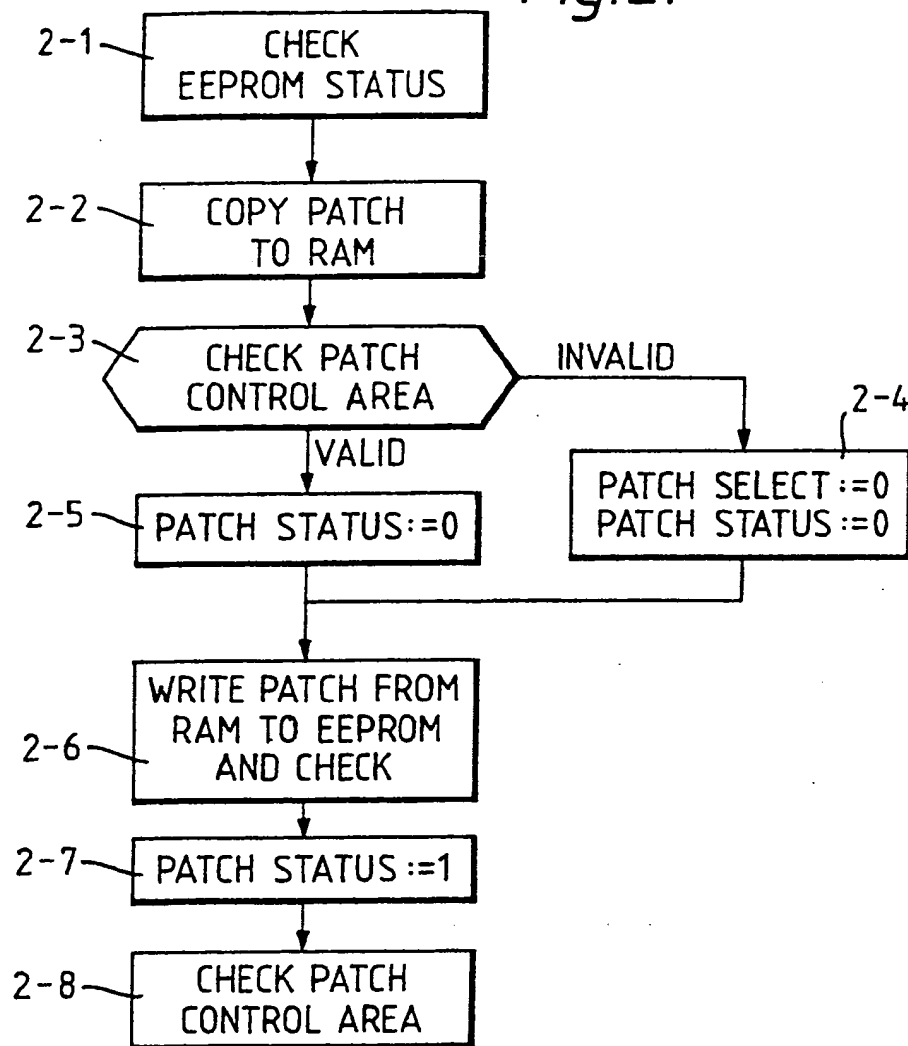 Fig.2.
2-1
CHECK
EEPROM STATUS
2-2
COPY PATCH
TO RAM
2-3
CHECK PATCH
CONTROL AREA
INVALID
VALID
2-4
PATCH SELECT :=0
PATCH STATUS :=0
2-5
PATCH STATUS :=0
2-6
WRITE PATCH FROM
RAM TO EEPROM
AND CHECK
2-7
PATCH STATUS :=1
2-8
CHECK PATCH
CONTROL AREA